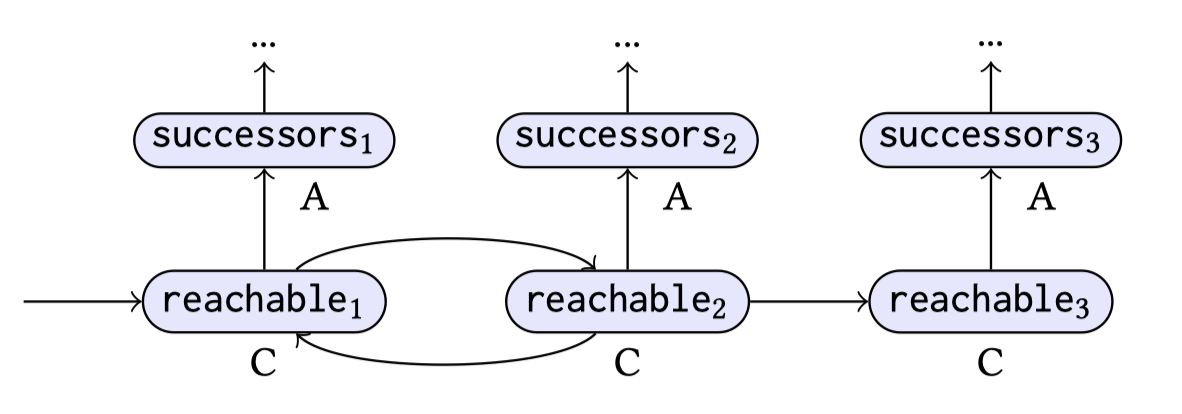 ... ... ...
successors₁ successors₂ successors₃
A A A
reachable₁ reachable₂ reachable₃
C C C